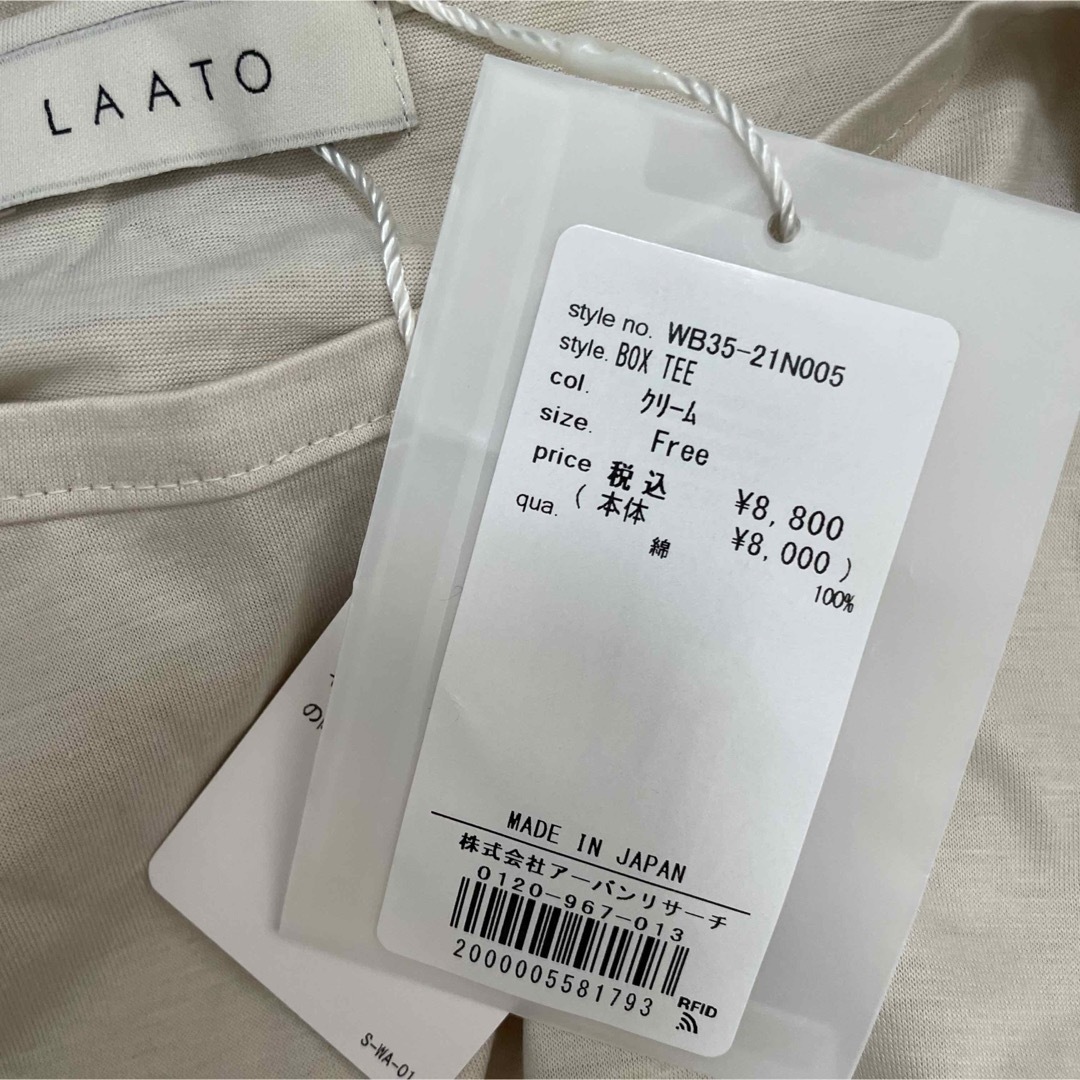 LAATO
style no. WB35-21N005
style. BOX TEE
col. クリーム
size. Free
price 税込 ¥8,800
qua. ( 本体 ¥8,000 )
綿 100%
MADE IN JAPAN
株式会社アーバンリサーチ
0120-967-013
2000005581793
RFID
S-WA-01